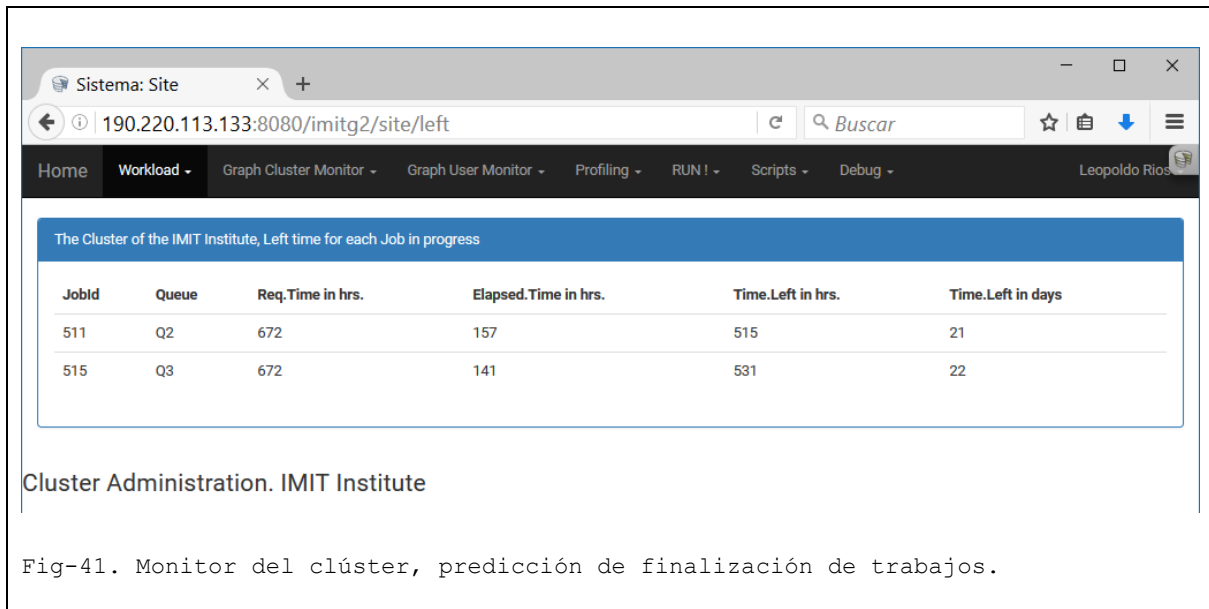 Sistema: Site
190.220.113.133:8080/imitg2/site/left
Buscar
Home Workload Graph Cluster Monitor Graph User Monitor Profiling RUN ! Scripts Debug Leopoldo Rios
The Cluster of the IMIT Institute, Left time for each Job in progress
JobId Queue Req.Time in hrs. Elapsed.Time in hrs. Time.Left in hrs. Time.Left in days
511 Q2 672 157 515 21
515 Q3 672 141 531 22
Cluster Administration. IMIT Institute
Fig-41. Monitor del clúster, predicción de finalización de trabajos.